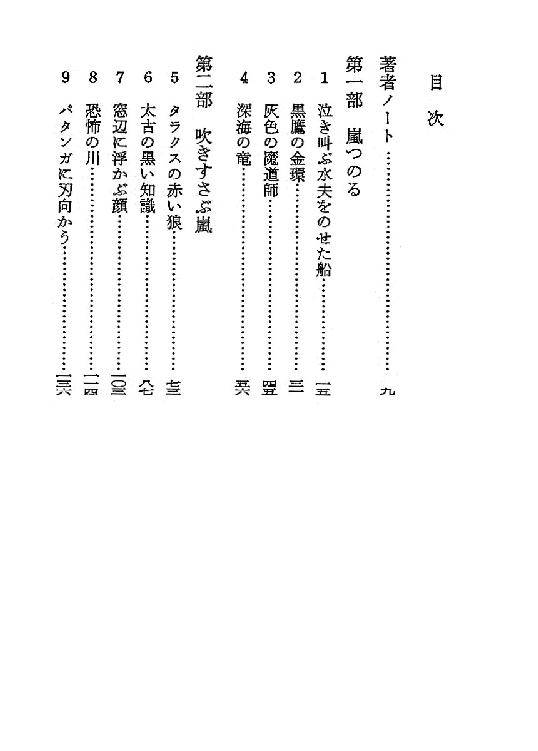 目次
著者ノート……………………………九
第一部 嵐つのる
1 泣き叫ぶ水夫をのせた船……………一五
2 黒鷹の金環……………………三一
3 灰色の魔道師……………………四五
4 深海の竜……………………五六
第二部 吹きすさぶ嵐
5 タラクスの赤い狼……………………七三
6 太古の黒い知識……………………八七
7 窓辺に浮かぶ顔……………………一〇三
8 恐怖の川……………………一一四
9 パタンガに刃向かう……………………一三六